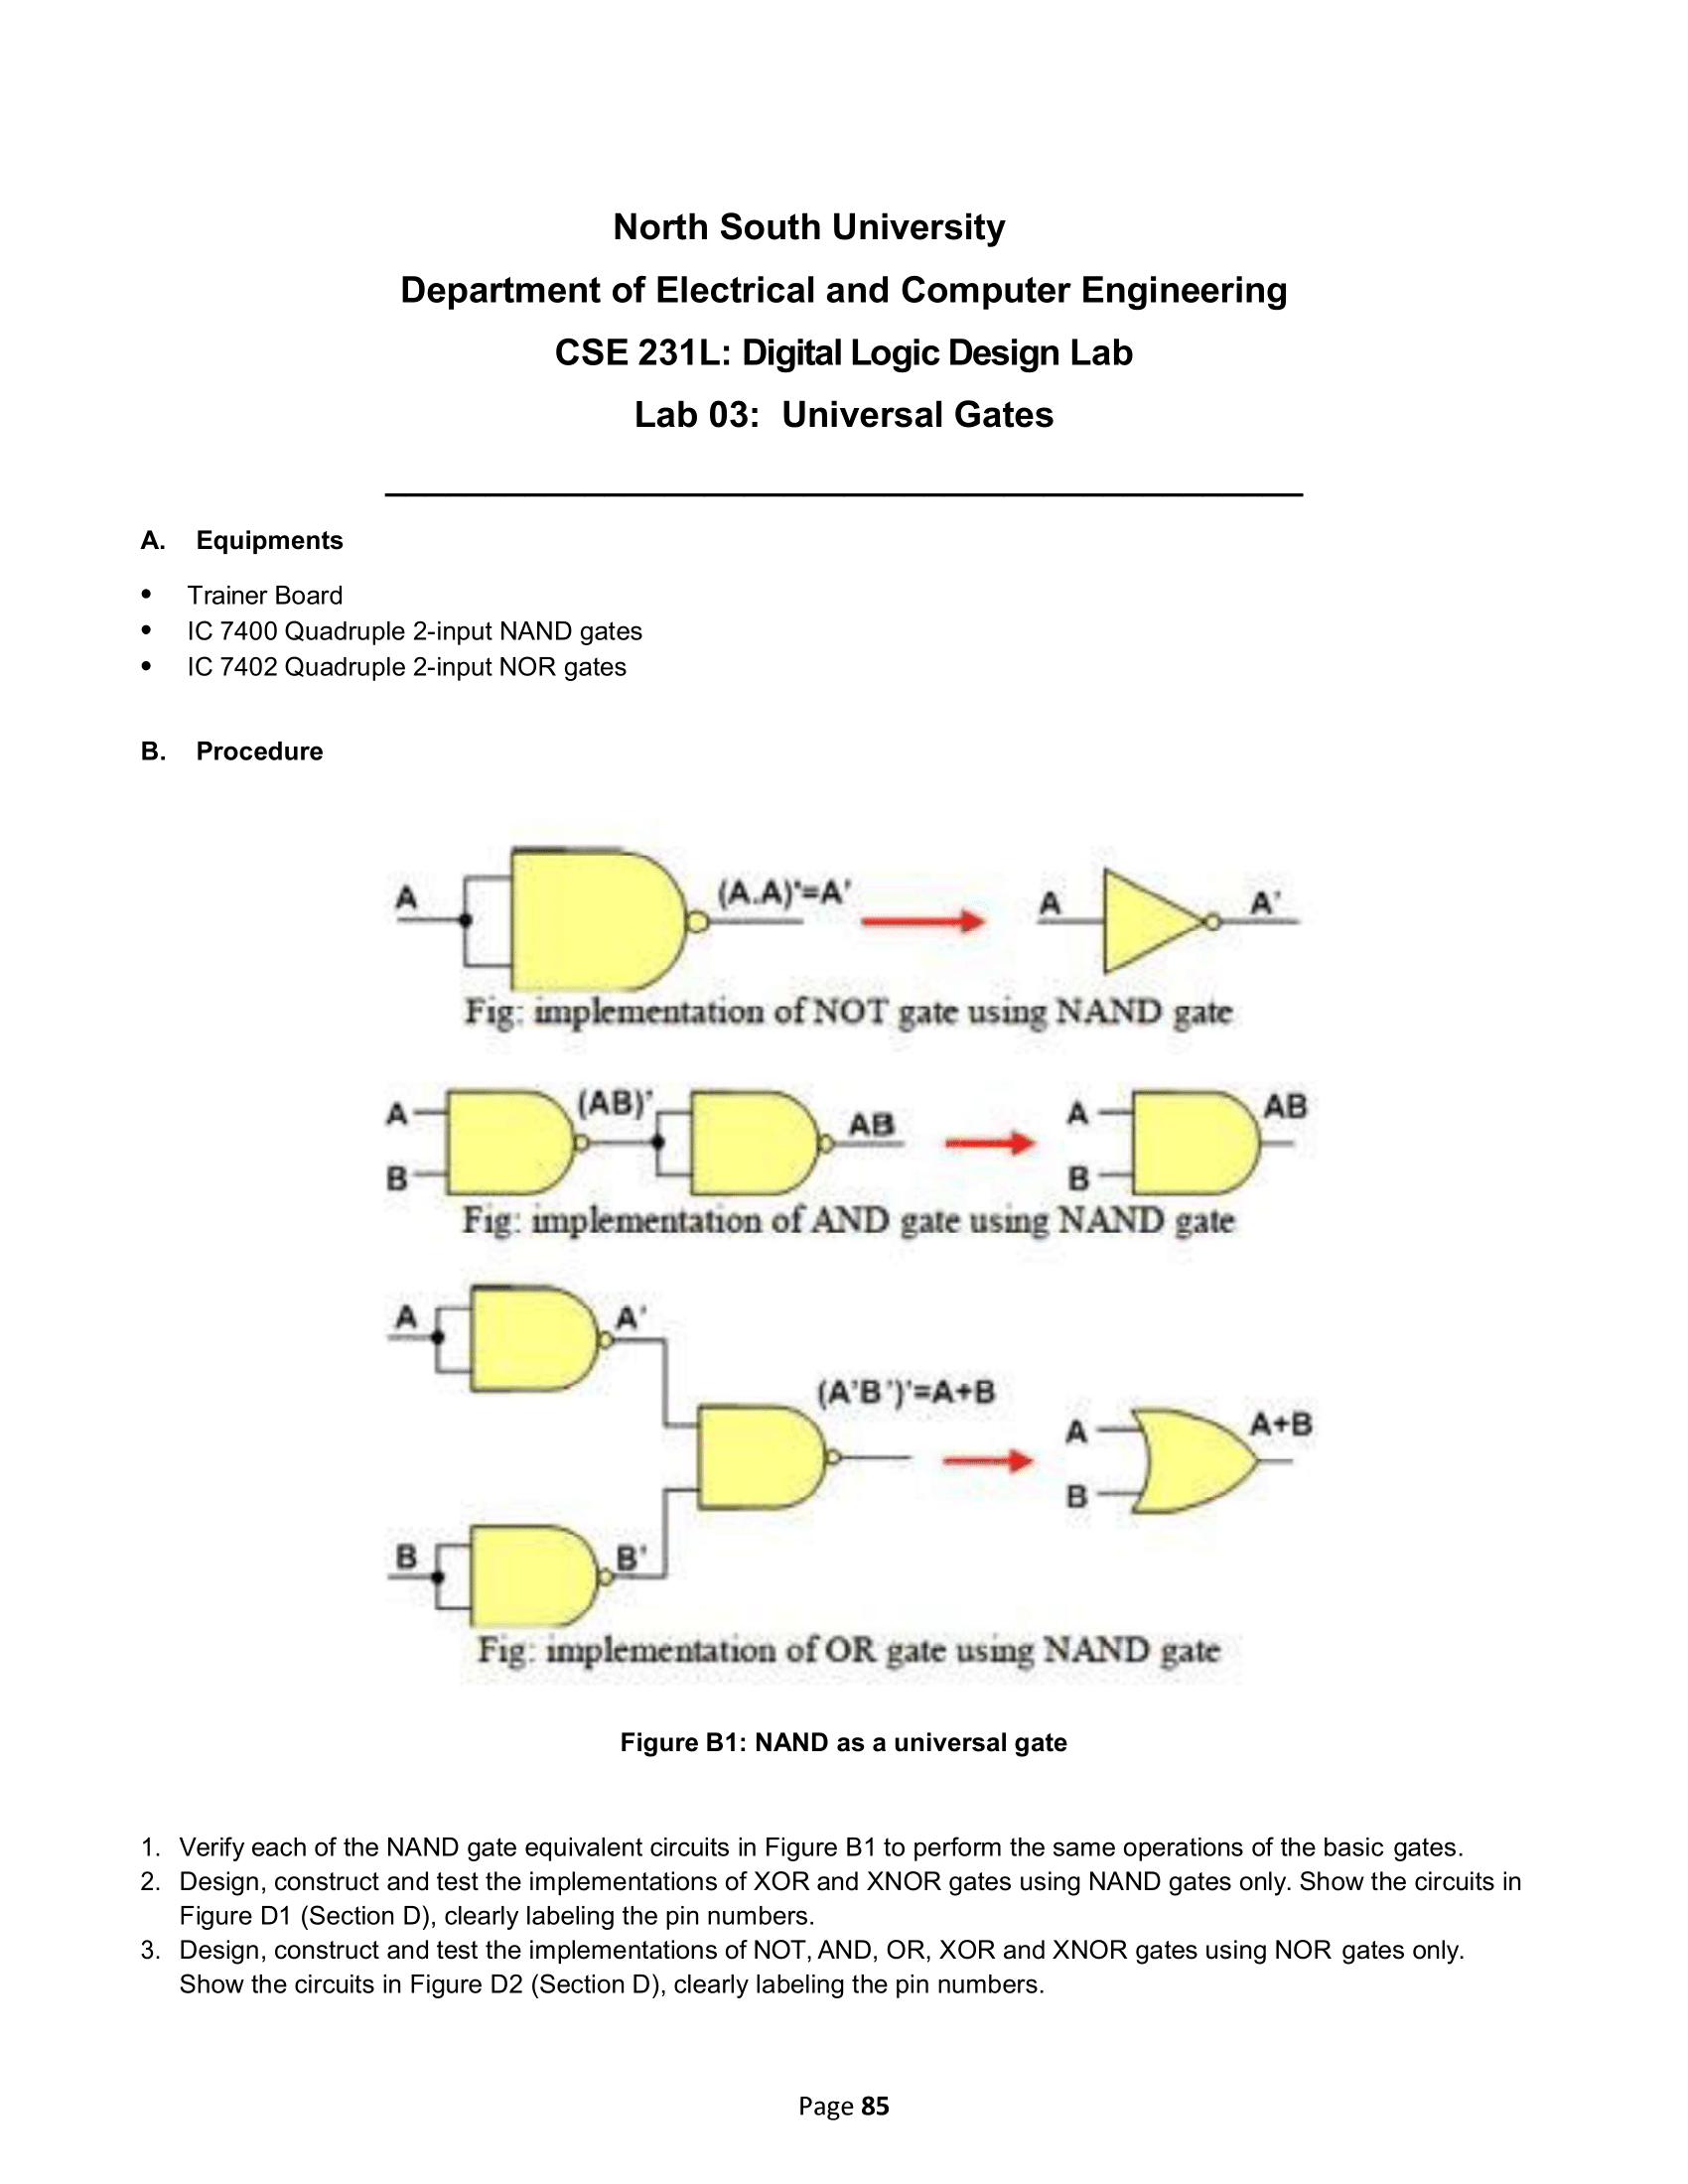 North South University
Department of Electrical and Computer Engineering
CSE 231L: Digital Logic Design Lab
Lab 03:  Universal Gates
A. Equipments
• Trainer Board
• IC 7400 Quadruple 2-input NAND gates
• IC 7402 Quadruple 2-input NOR gates
B. Procedure
A (A.A)'=A' A A'
Fig: implementation of NOT gate using NAND gate
A B (AB)' AB A B AB
Fig: implementation of AND gate using NAND gate
A A'
(A'B')'=A+B A B A+B
B B'
Fig: implementation of OR gate using NAND gate
Figure B1: NAND as a universal gate
1. Verify each of the NAND gate equivalent circuits in Figure B1 to perform the same operations of the basic gates.
2. Design, construct and test the implementations of XOR and XNOR gates using NAND gates only. Show the circuits in
Figure D1 (Section D), clearly labeling the pin numbers.
3. Design, construct and test the implementations of NOT, AND, OR, XOR and XNOR gates using NOR gates only.
Show the circuits in Figure D2 (Section D), clearly labeling the pin numbers.
Page 85